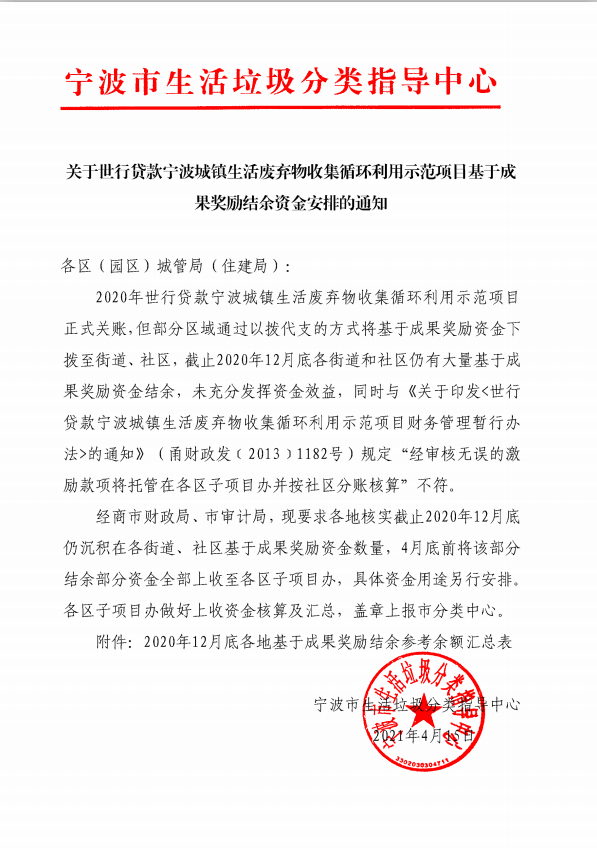 宁波市生活垃圾分类指导中心
关于世行贷款宁波城镇生活废弃物收集循环利用示范项目基于成
果奖励结余资金安排的通知
各区（园区）城管局（住建局）：
2020年世行贷款宁波城镇生活废弃物收集循环利用示范项目
正式关账，但部分区域通过以拨代支的方式将基于成果奖励资金下
拨至街道、社区，截止2020年12月底各街道和社区仍有大量基于成
果奖励资金结余，未充分发挥资金效益，同时与《关于印发<世行
贷款宁波城镇生活废弃物收集循环利用示范项目财务管理暂行办
法>的通知》（甬财政发﹝2013﹞1182号）规定“经审核无误的激
励款项将托管在各区子项目办并按社区分账核算”不符。
经商市财政局、市审计局，现要求各地核实截止2020年12月底
仍沉积在各街道、社区基于成果奖励资金数量，4月底前将该部分
结余部分资金全部上收至各区子项目办，具体资金用途另行安排。
各区子项目办做好上收资金核算及汇总，盖章上报市分类中心。
附件：2020年12月底各地基于成果奖励结余参考余额汇总表
宁波市生活垃圾分类指导中心
2021年4月15日
宁波市生活垃圾分类指导中心
3302030304711